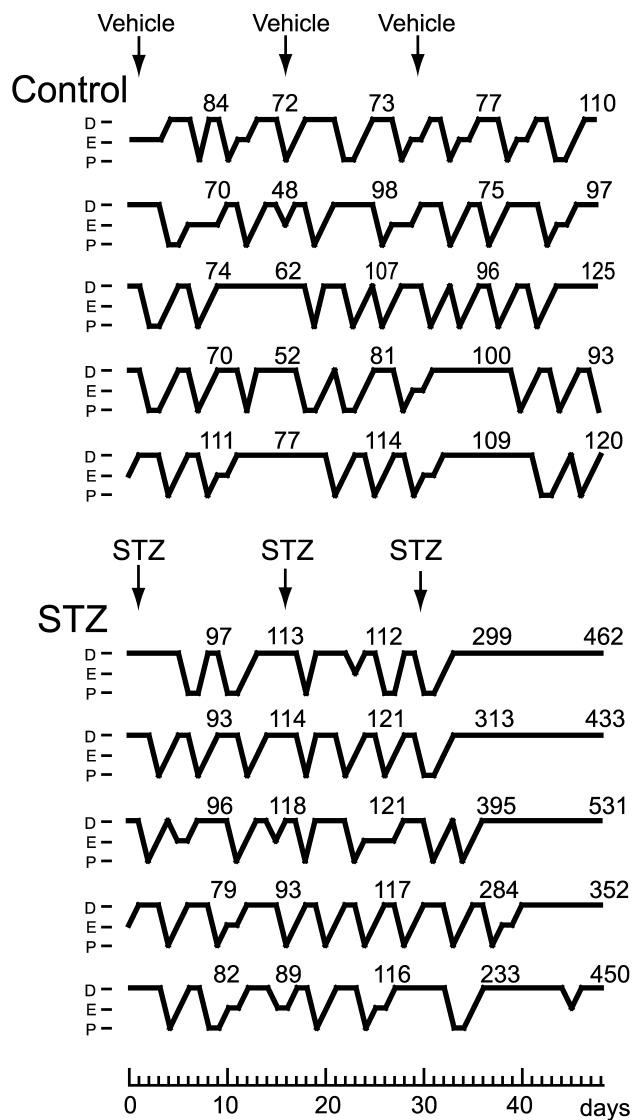 Vehicle Vehicle Vehicle
Control
84 72 73 77 110
D
E
P
70 48 98 75 97
D
E
P
74 62 107 96 125
D
E
P
70 52 81 100 93
D
E
P
111 77 114 109 120
D
E
P
STZ STZ STZ
STZ
97 113 112 299 462
D
E
P
93 114 121 313 433
D
E
P
96 118 121 395 531
D
E
P
79 93 117 284 352
D
E
P
82 89 116 233 450
D
E
P
0 10 20 30 40 days